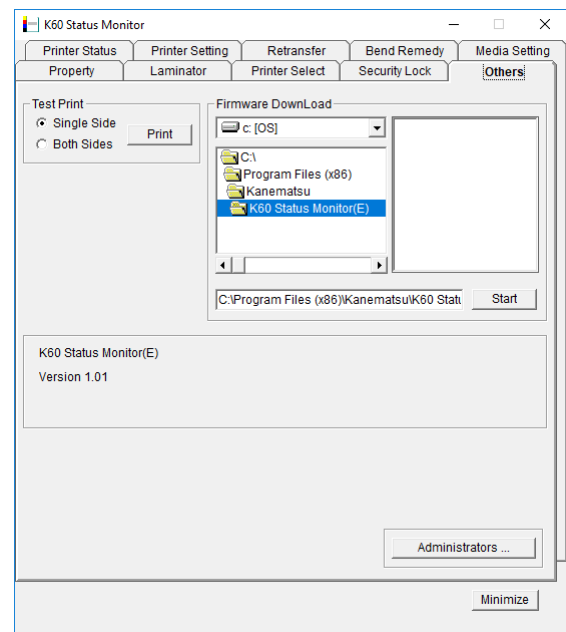 K60 Status Monitor
Printer Status Printer Setting Retransfer Bend Remedy Media Setting
Property Laminator Printer Select Security Lock Others
Test Print
Single Side
Both Sides
Print
Firmware DownLoad
c: [OS]
C:\
Program Files (x86)
Kanematsu
K60 Status Monitor(E)
C:\Program Files (x86)\Kanematsu\K60 Statu
Start
K60 Status Monitor(E)
Version 1.01
Administrators ...
Minimize